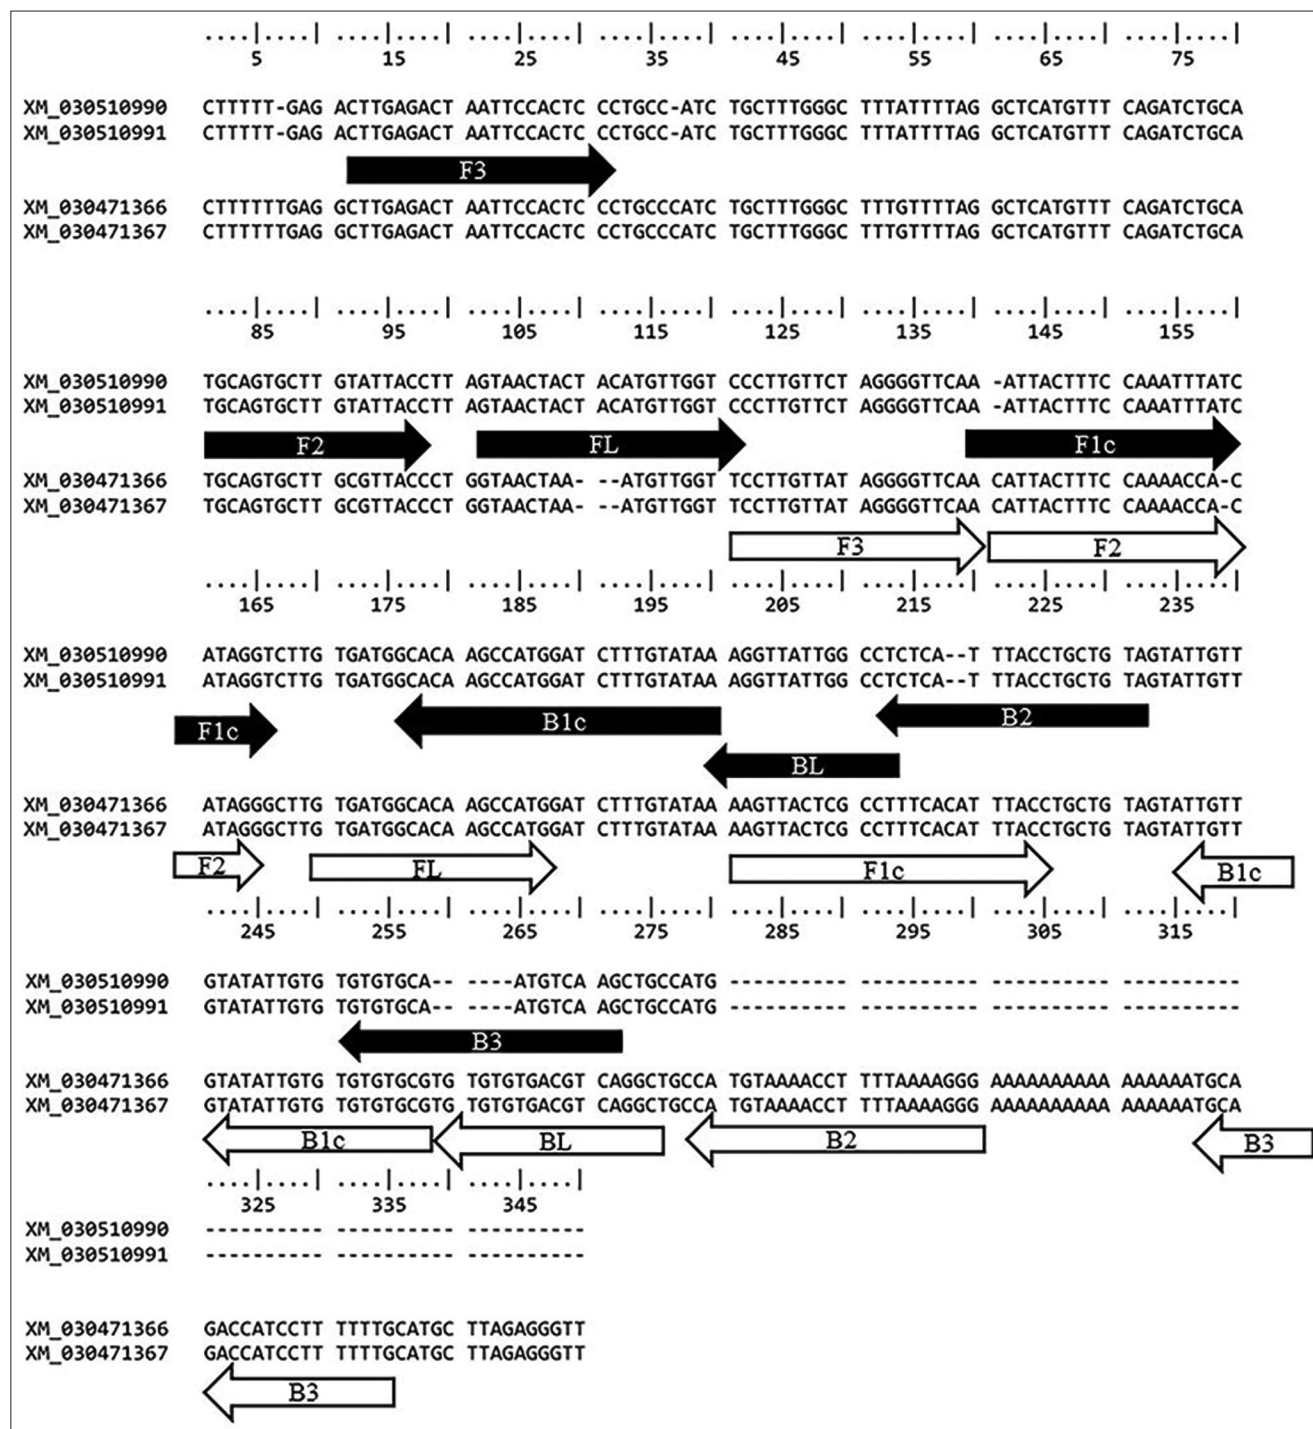 ....|....| ....|....| ....|....| ....|....| ....|....| ....|....| ....|....| ....|....|
5 15 25 35 45 55 65 75
XM_030510990 CTTTTT-GAG ACTTGAGACT AATTCCACTC CCTGCC-ATC TGCTTTGGGC TTTATTTTAG GCTCATGTTT CAGATCTGCA
XM_030510991 CTTTTT-GAG ACTTGAGACT AATTCCACTC CCTGCC-ATC TGCTTTGGGC TTTATTTTAG GCTCATGTTT CAGATCTGCA
F3
XM_030471366 CTTTTTTGAG GCTTGAGACT AATTCCACTC CCTGCCCATC TGCTTTGGGC TTTGTTTTAG GCTCATGTTT CAGATCTGCA
XM_030471367 CTTTTTTGAG GCTTGAGACT AATTCCACTC CCTGCCCATC TGCTTTGGGC TTTGTTTTAG GCTCATGTTT CAGATCTGCA
....|....| ....|....| ....|....| ....|....| ....|....| ....|....| ....|....| ....|....|
85 95 105 115 125 135 145 155
XM_030510990 TGCAGTGCTT GTATTACCTT AGTAACTACT ACATGTTGGT CCCTTGTTCT AGGGGTTCAA -ATTACTTTC CAAATTTATC
XM_030510991 TGCAGTGCTT GTATTACCTT AGTAACTACT ACATGTTGGT CCCTTGTTCT AGGGGTTCAA -ATTACTTTC CAAATTTATC
F2 FL F1c
XM_030471366 TGCAGTGCTT GCGTTACCCT GGTAACTAA- --ATGTTGGT TCCTTGTTAT AGGGGTTCAA CATTACTTTC CAAAACCA-C
XM_030471367 TGCAGTGCTT GCGTTACCCT GGTAACTAA- --ATGTTGGT TCCTTGTTAT AGGGGTTCAA CATTACTTTC CAAAACCA-C
F3 F2
....|....| ....|....| ....|....| ....|....| ....|....| ....|....| ....|....| ....|....|
165 175 185 195 205 215 225 235
XM_030510990 ATAGGTCTTG TGATGGCACA AGCCATGGAT CTTTGTATAA AGGTTATTGG CCTCTCA--T TTACCTGCTG TAGTATTGTT
XM_030510991 ATAGGTCTTG TGATGGCACA AGCCATGGAT CTTTGTATAA AGGTTATTGG CCTCTCA--T TTACCTGCTG TAGTATTGTT
F1c B1c B2
BL
XM_030471366 ATAGGGCTTG TGATGGCACA AGCCATGGAT CTTTGTATAA AAGTTACTCG CCTTTCACAT TTACCTGCTG TAGTATTGTT
XM_030471367 ATAGGGCTTG TGATGGCACA AGCCATGGAT CTTTGTATAA AAGTTACTCG CCTTTCACAT TTACCTGCTG TAGTATTGTT
F2 FL F1c B1c
....|....| ....|....| ....|....| ....|....| ....|....| ....|....| ....|....| ....|....|
245 255 265 275 285 295 305 315
XM_030510990 GTATATTGTG TGTGTGCA-- ----ATGTCA AGCTGCCATG ---------- ---------- ---------- ----------
XM_030510991 GTATATTGTG TGTGTGCA-- ----ATGTCA AGCTGCCATG ---------- ---------- ---------- ----------
B3
XM_030471366 GTATATTGTG TGTGTGCGTG TGTGTGACGT CAGGCTGCCA TGTAAAACCT TTTAAAAGGG AAAAAAAAAA AAAAAATGCA
XM_030471367 GTATATTGTG TGTGTGCGTG TGTGTGACGT CAGGCTGCCA TGTAAAACCT TTTAAAAGGG AAAAAAAAAA AAAAAATGCA
B1c BL B2 B3
....|....| ....|....| ....|....|
325 335 345
XM_030510990 ---------- ---------- ----------
XM_030510991 ---------- ---------- ----------
XM_030471366 GACCATCCTT TTTTGCATGC TTAGAGGGTT
XM_030471367 GACCATCCTT TTTTGCATGC TTAGAGGGTT
B3